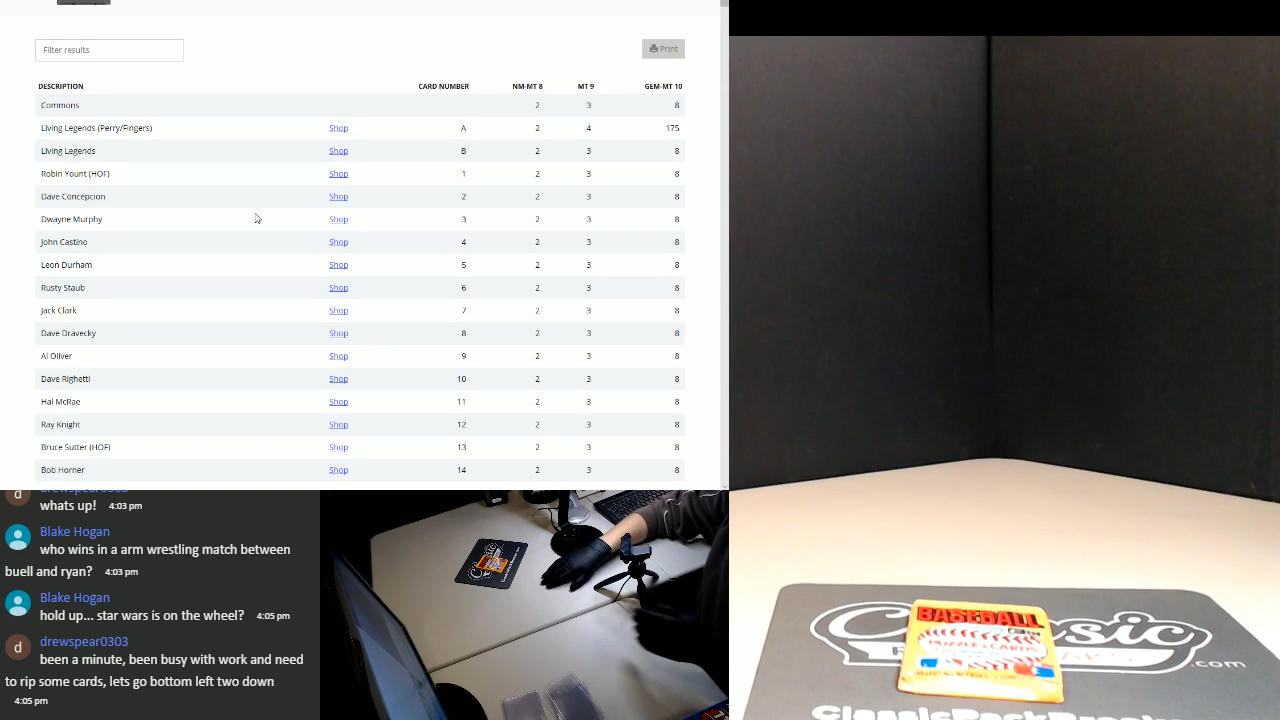 Filter results
Print
DESCRIPTION CARD NUMBER NM-MT 8 MT 9 GEM-MT 10
Commons 2 3 8
Living Legends (Perry/Fingers) Shop A 2 4 175
Living Legends Shop B 2 3 8
Robin Yount (HOF) Shop 1 2 3 8
Dave Concepcion Shop 2 2 3 8
Dwayne Murphy Shop 3 2 3 8
John Castino Shop 4 2 3 8
Leon Durham Shop 5 2 3 8
Rusty Staub Shop 6 2 3 8
Jack Clark Shop 7 2 3 8
Dave Dravecky Shop 8 2 3 8
Al Oliver Shop 9 2 3 8
Dave Righetti Shop 10 2 3 8
Hal McRae Shop 11 2 3 8
Ray Knight Shop 12 2 3 8
Bruce Sutter (HOF) Shop 13 2 3 8
Bob Horner Shop 14 2 3 8
d drewspear0303
whats up! 4:03 pm
Blake Hogan
who wins in a arm wrestling match between
buell and ryan? 4:03 pm
Blake Hogan
hold up... star wars is on the wheel? 4:05 pm
d drewspear0303
been a minute, been busy with work and need
to rip some cards, lets go bottom left two down
4:05 pm
BASEBALL
PUZZLE & CARDS
.com